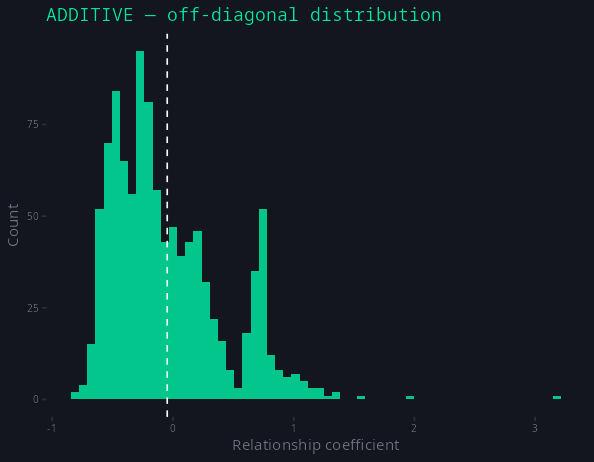 ADDITIVE — off-diagonal distribution
Count
75
50
25
0
-1 0 1 2 3
Relationship coefficient